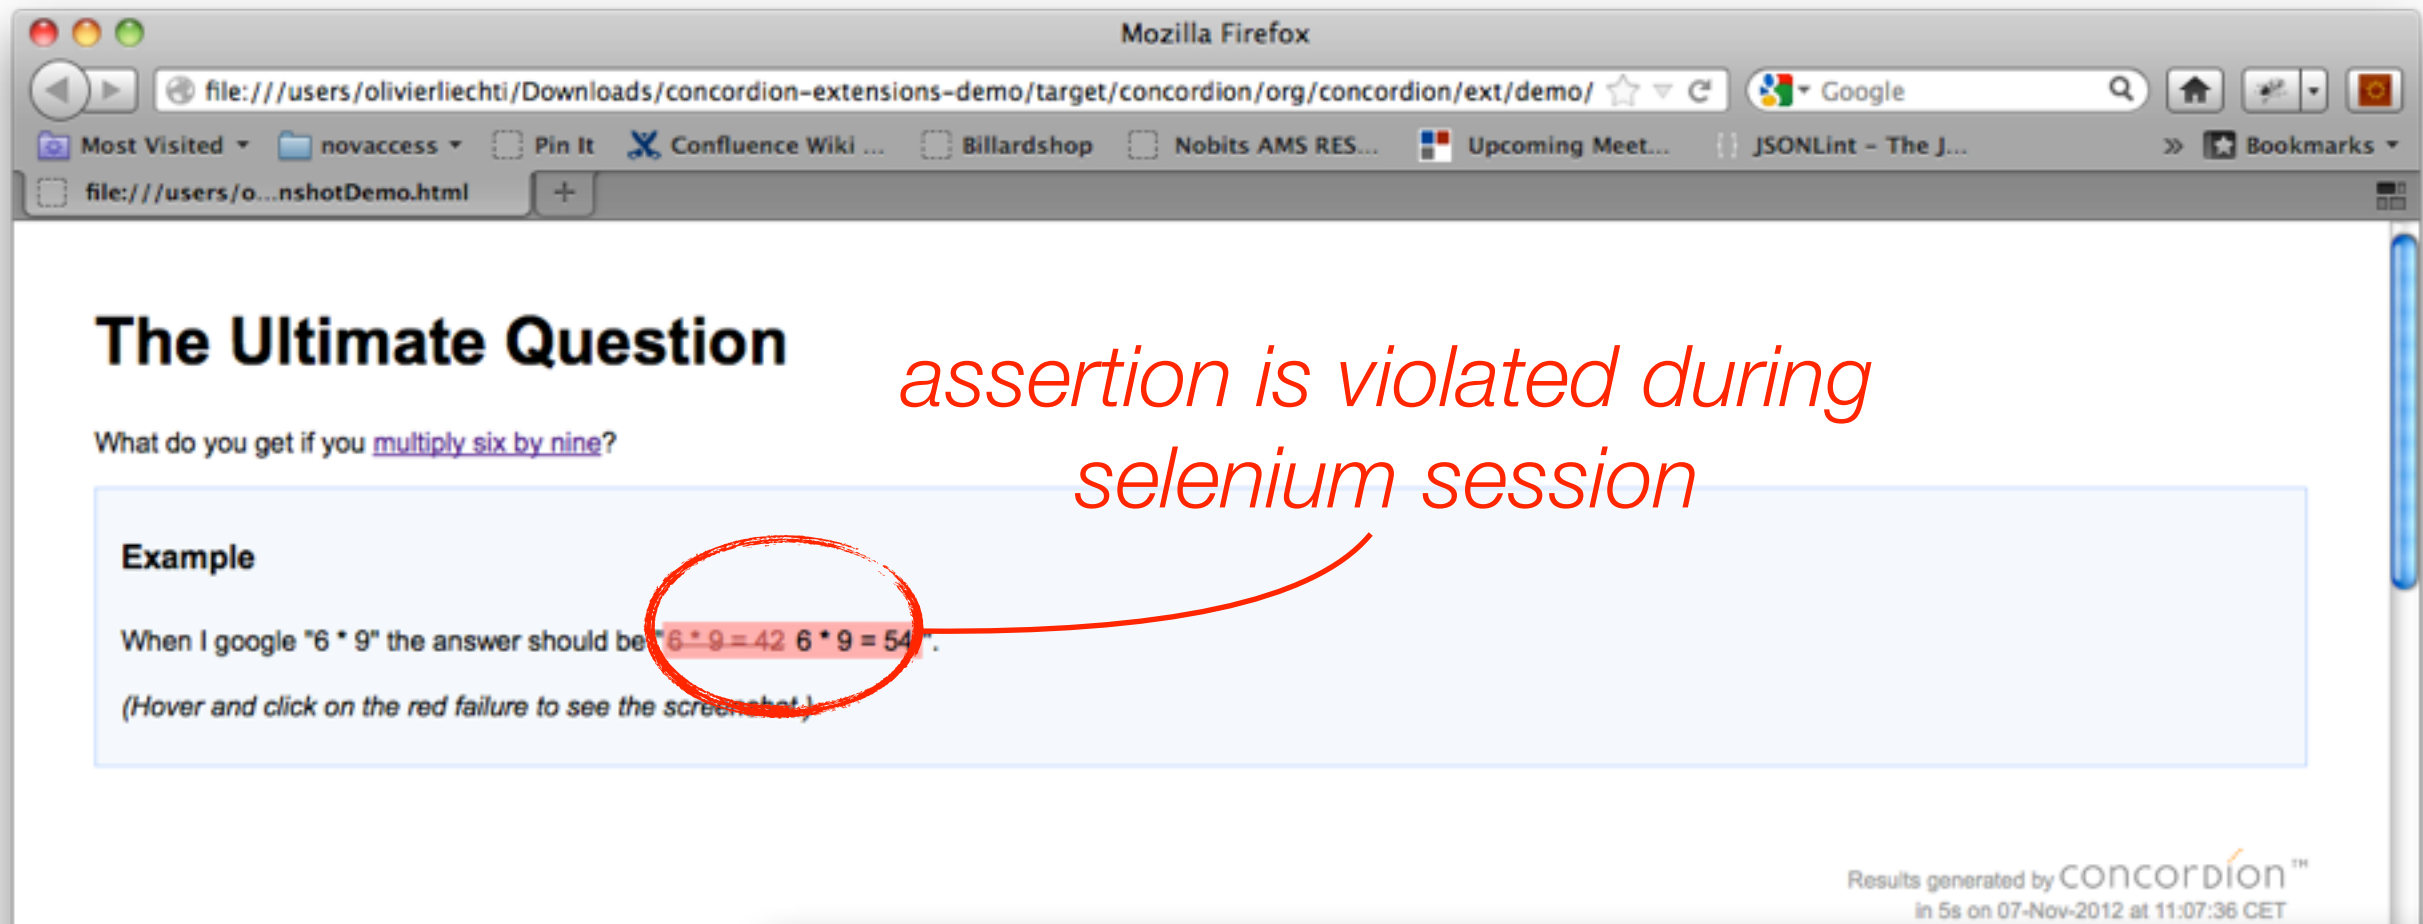 Mozilla Firefox
file:///users/olivierliechti/Downloads/concordion-extensions-demo/target/concordion/org/concordion/ext/demo/ Google
Most Visited novaccess Pin It Confluence Wiki ... Billardshop Nobits AMS RES... Upcoming Meet... JSONLint - The J... » Bookmarks
file:///users/o...nshotDemo.html +
The Ultimate Question
assertion is violated during
selenium session
What do you get if you multiply six by nine?
Example
When I google "6 * 9" the answer should be "6 * 9 = 42 6 * 9 = 54 ".
(Hover and click on the red failure to see the screenshot.)
Results generated by concordion™
in 5s on 07-Nov-2012 at 11:07:36 CET